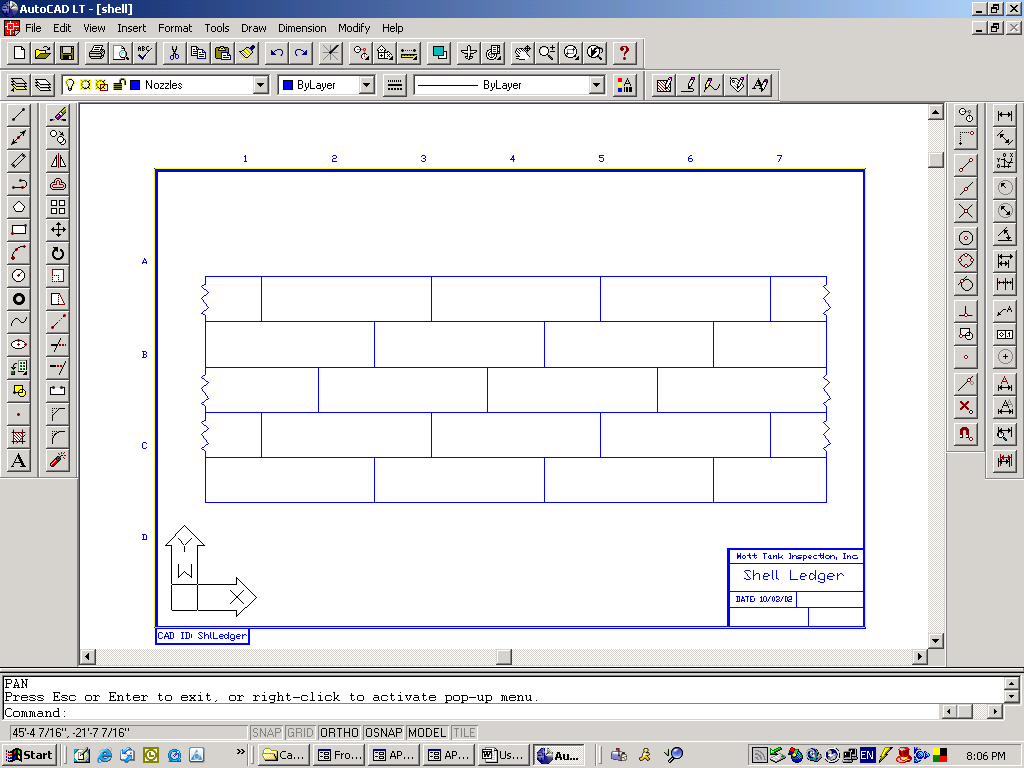 AutoCAD LT - [shell]
File Edit View Insert Format Tools Draw Dimension Modify Help
ABC
Nozzles ByLayer ByLayer
1 2 3 4 5 6 7
A
B
C
D
Y
W
X
A
Mott Tank Inspection, Inc.
Shell Ledger
DATE: 10/03/02
CAD ID: ShlLedger
PAN
Press Esc or Enter to exit, or right-click to activate pop-up menu.
Command:
45'-4 7/16", -21'-7 7/16" SNAP GRID ORTHO OSNAP MODEL TILE
Start Ca... Fro... AP... AP... Us... Au... EN 8:06 PM